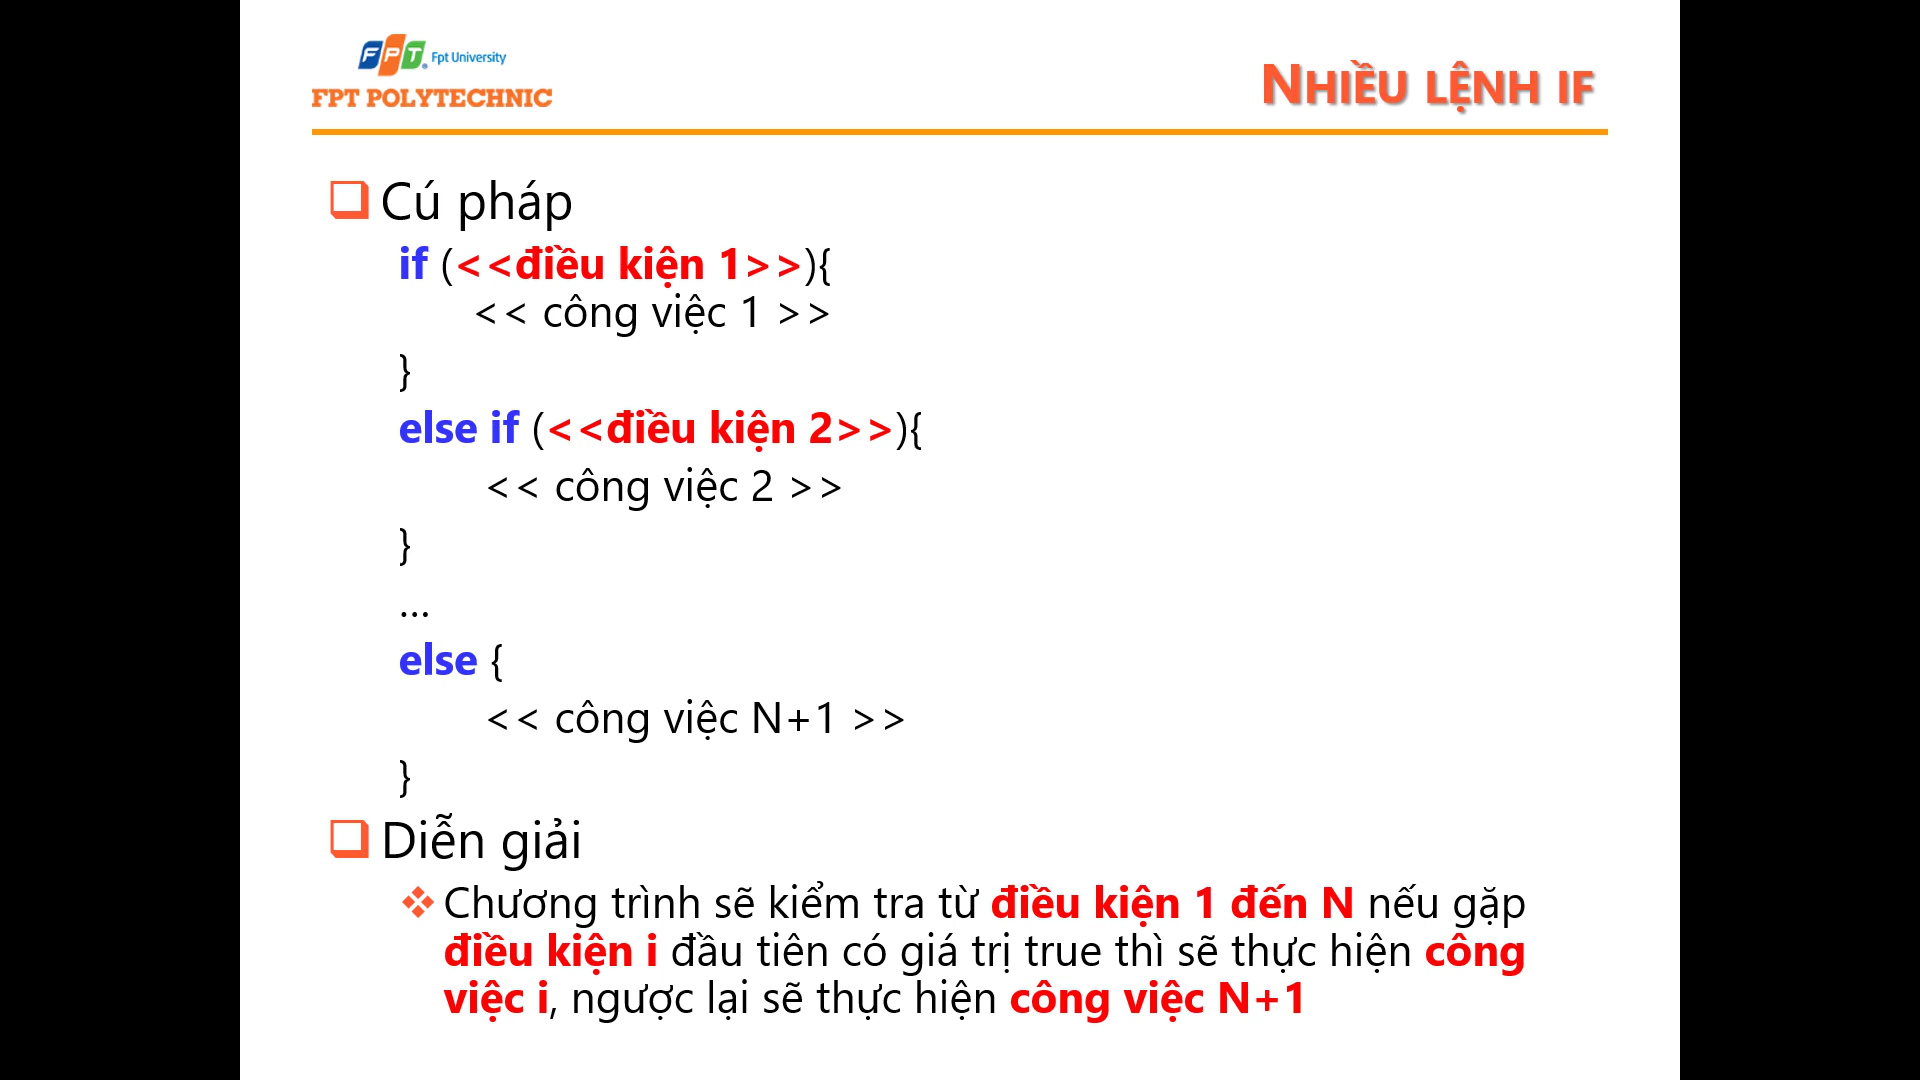 FPT Fpt University
FPT POLYTECHNIC
NHIỀU LỆNH IF
Cú pháp
if (<<điều kiện 1>>){
<< công việc 1 >>
}
else if (<<điều kiện 2>>){
<< công việc 2 >>
}
...
else {
<< công việc N+1 >>
}
Diễn giải
Chương trình sẽ kiểm tra từ điều kiện 1 đến N nếu gặp
điều kiện i đầu tiên có giá trị true thì sẽ thực hiện công
việc i, ngược lại sẽ thực hiện công việc N+1